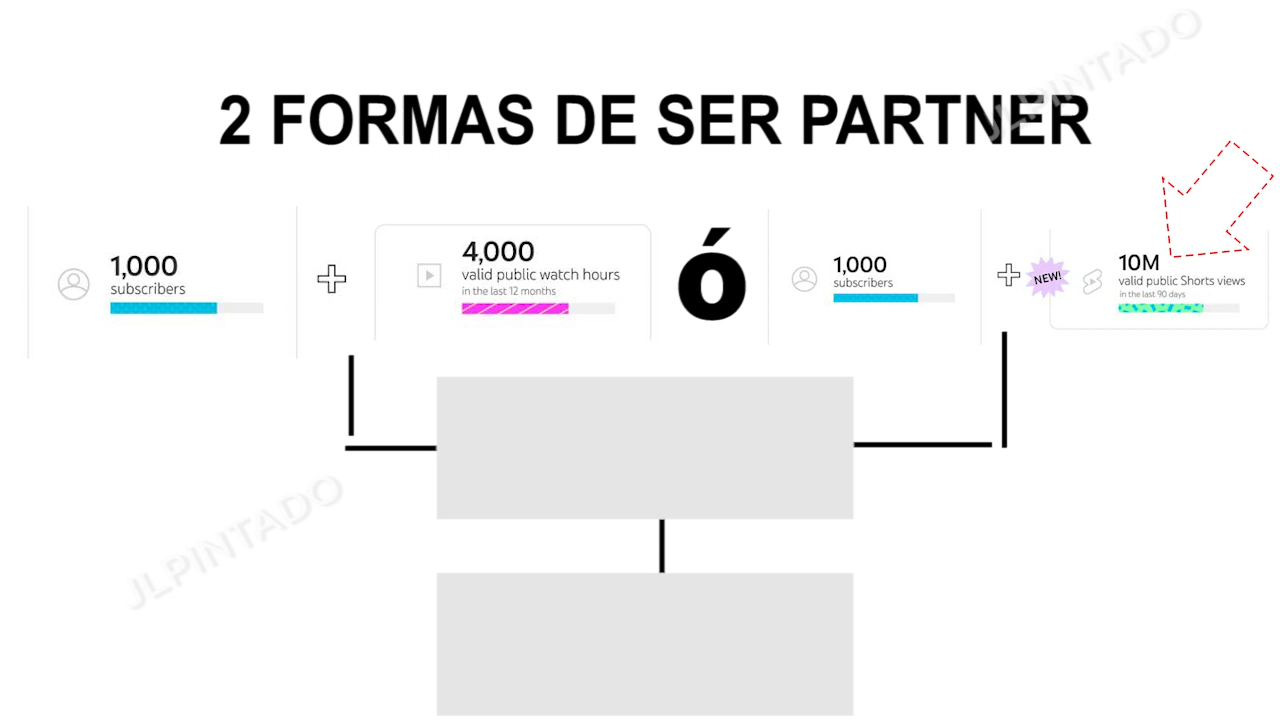 JLPINTADO
2 FORMAS DE SER PARTNER
1,000
subscribers
4,000
valid public watch hours
in the last 12 months
ó
1,000
subscribers
NEW!
10M
valid public Shorts views
in the last 90 days
JLPINTADO